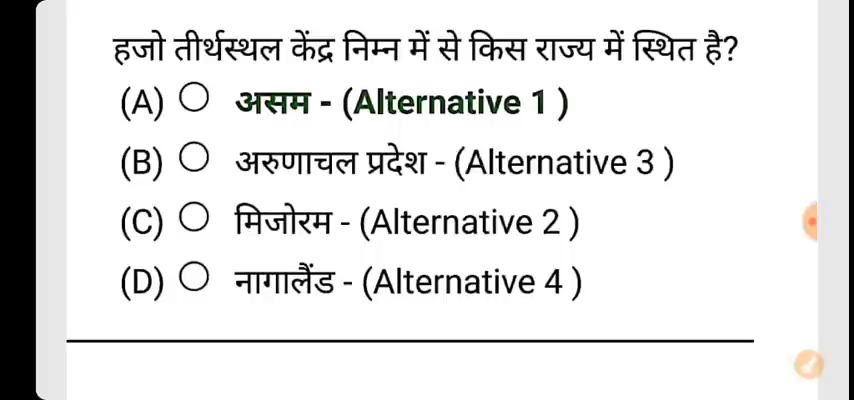 हजो तीर्थस्थल केंद्र निम्न में से किस राज्य में स्थित है?
(A) असम - (Alternative 1 )
(B) अरुणाचल प्रदेश - (Alternative 3 )
(C) मिजोरम - (Alternative 2 )
(D) नागालैंड - (Alternative 4 )